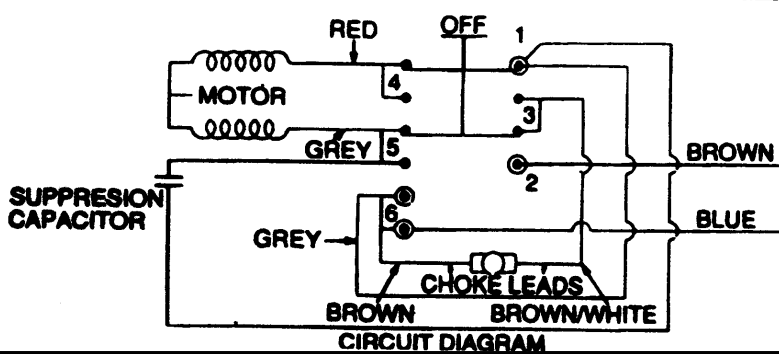 RED
OFF
1
4
MOTOR
3
GREY
5
BROWN
2
SUPPRESION
CAPACITOR
6
BLUE
GREY
CHOKE LEADS
BROWN
BROWN/WHITE
CIRCUIT DIAGRAM